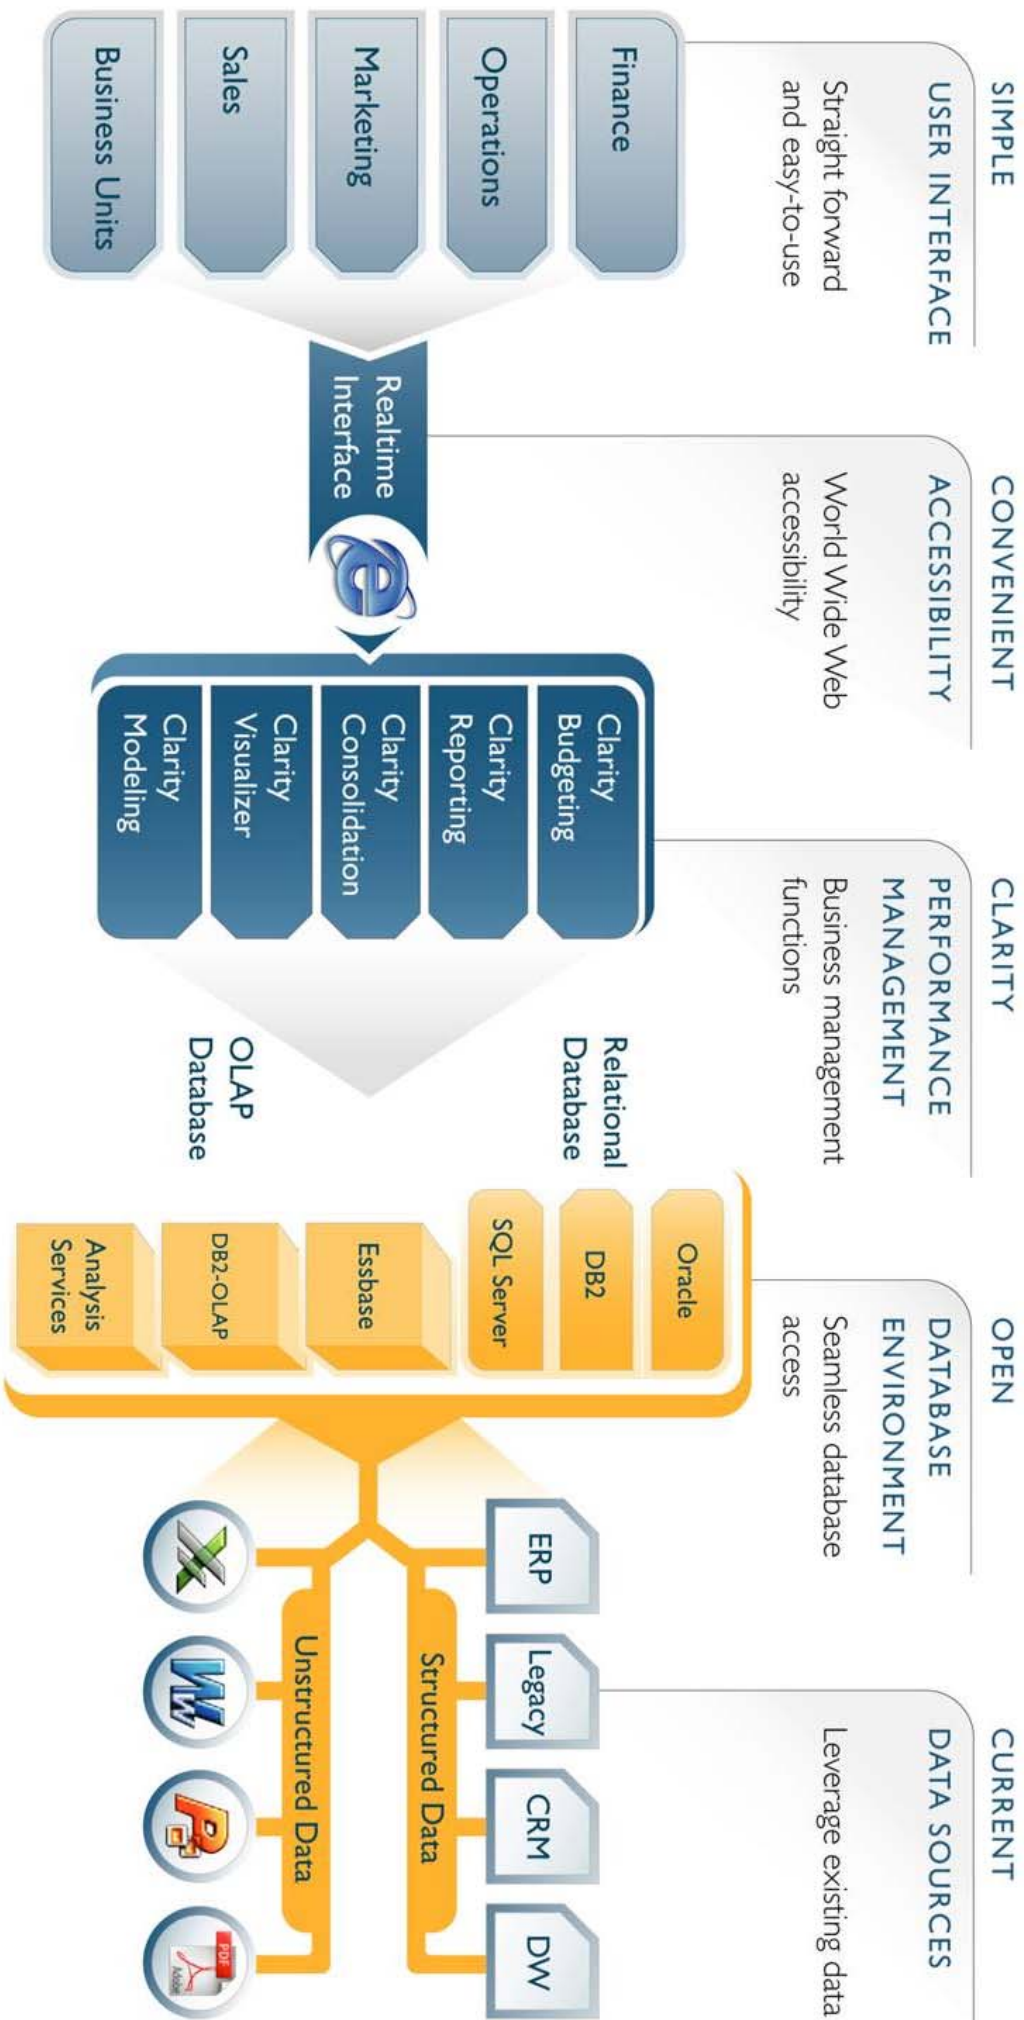 SIMPLE
USER INTERFACE
Straight forward
and easy-to-use
CONVENIENT
ACCESSIBILITY
World Wide Web
accessibility
CLARITY
PERFORMANCE
MANAGEMENT
Business management
functions
OPEN
DATABASE
ENVIRONMENT
Seamless database
access
CURRENT
DATA SOURCES
Leverage existing data
Finance
Operations
Marketing
Sales
Business Units
Realtime
Interface
Clarity
Budgeting
Clarity
Reporting
Clarity
Consolidation
Clarity
Visualizer
Clarity
Modeling
Relational
Database
OLAP
Database
Oracle
DB2
SQL Server
Essbase
DB2-OLAP
Analysis
Services
ERP
Legacy
CRM
DW
Structured Data
Unstructured Data
PDF
Adobe